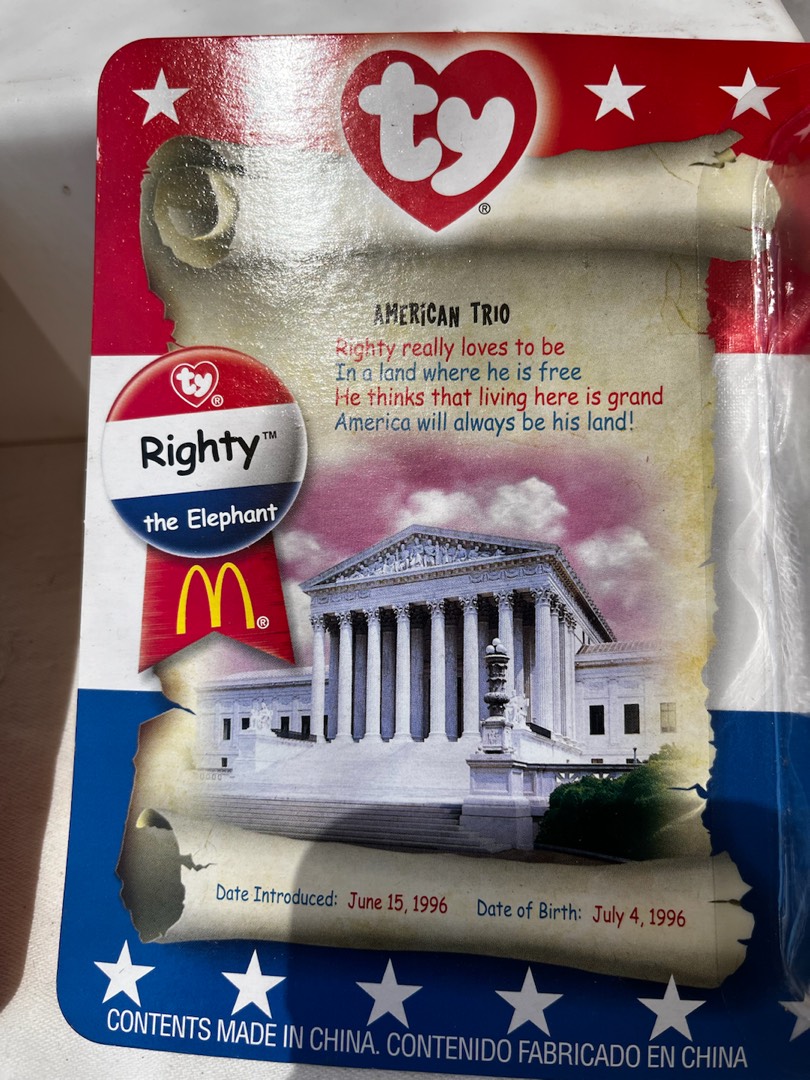 ty®
AMERICAN TRIO
Righty really loves to be
In a land where he is free
He thinks that living here is grand
America will always be his land!
ty®
Righty™
the Elephant
M®
Date Introduced: June 15, 1996 Date of Birth: July 4, 1996
CONTENTS MADE IN CHINA. CONTENIDO FABRICADO EN CHINA